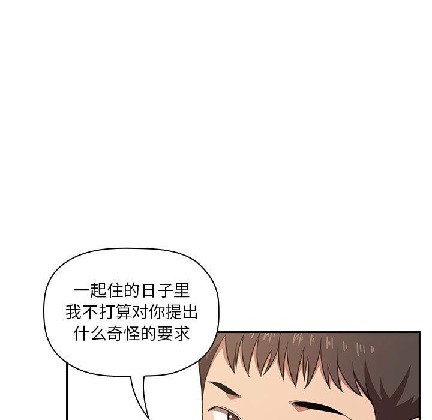 一起住的日子里
我不打算对你提出
什么奇怪的要求